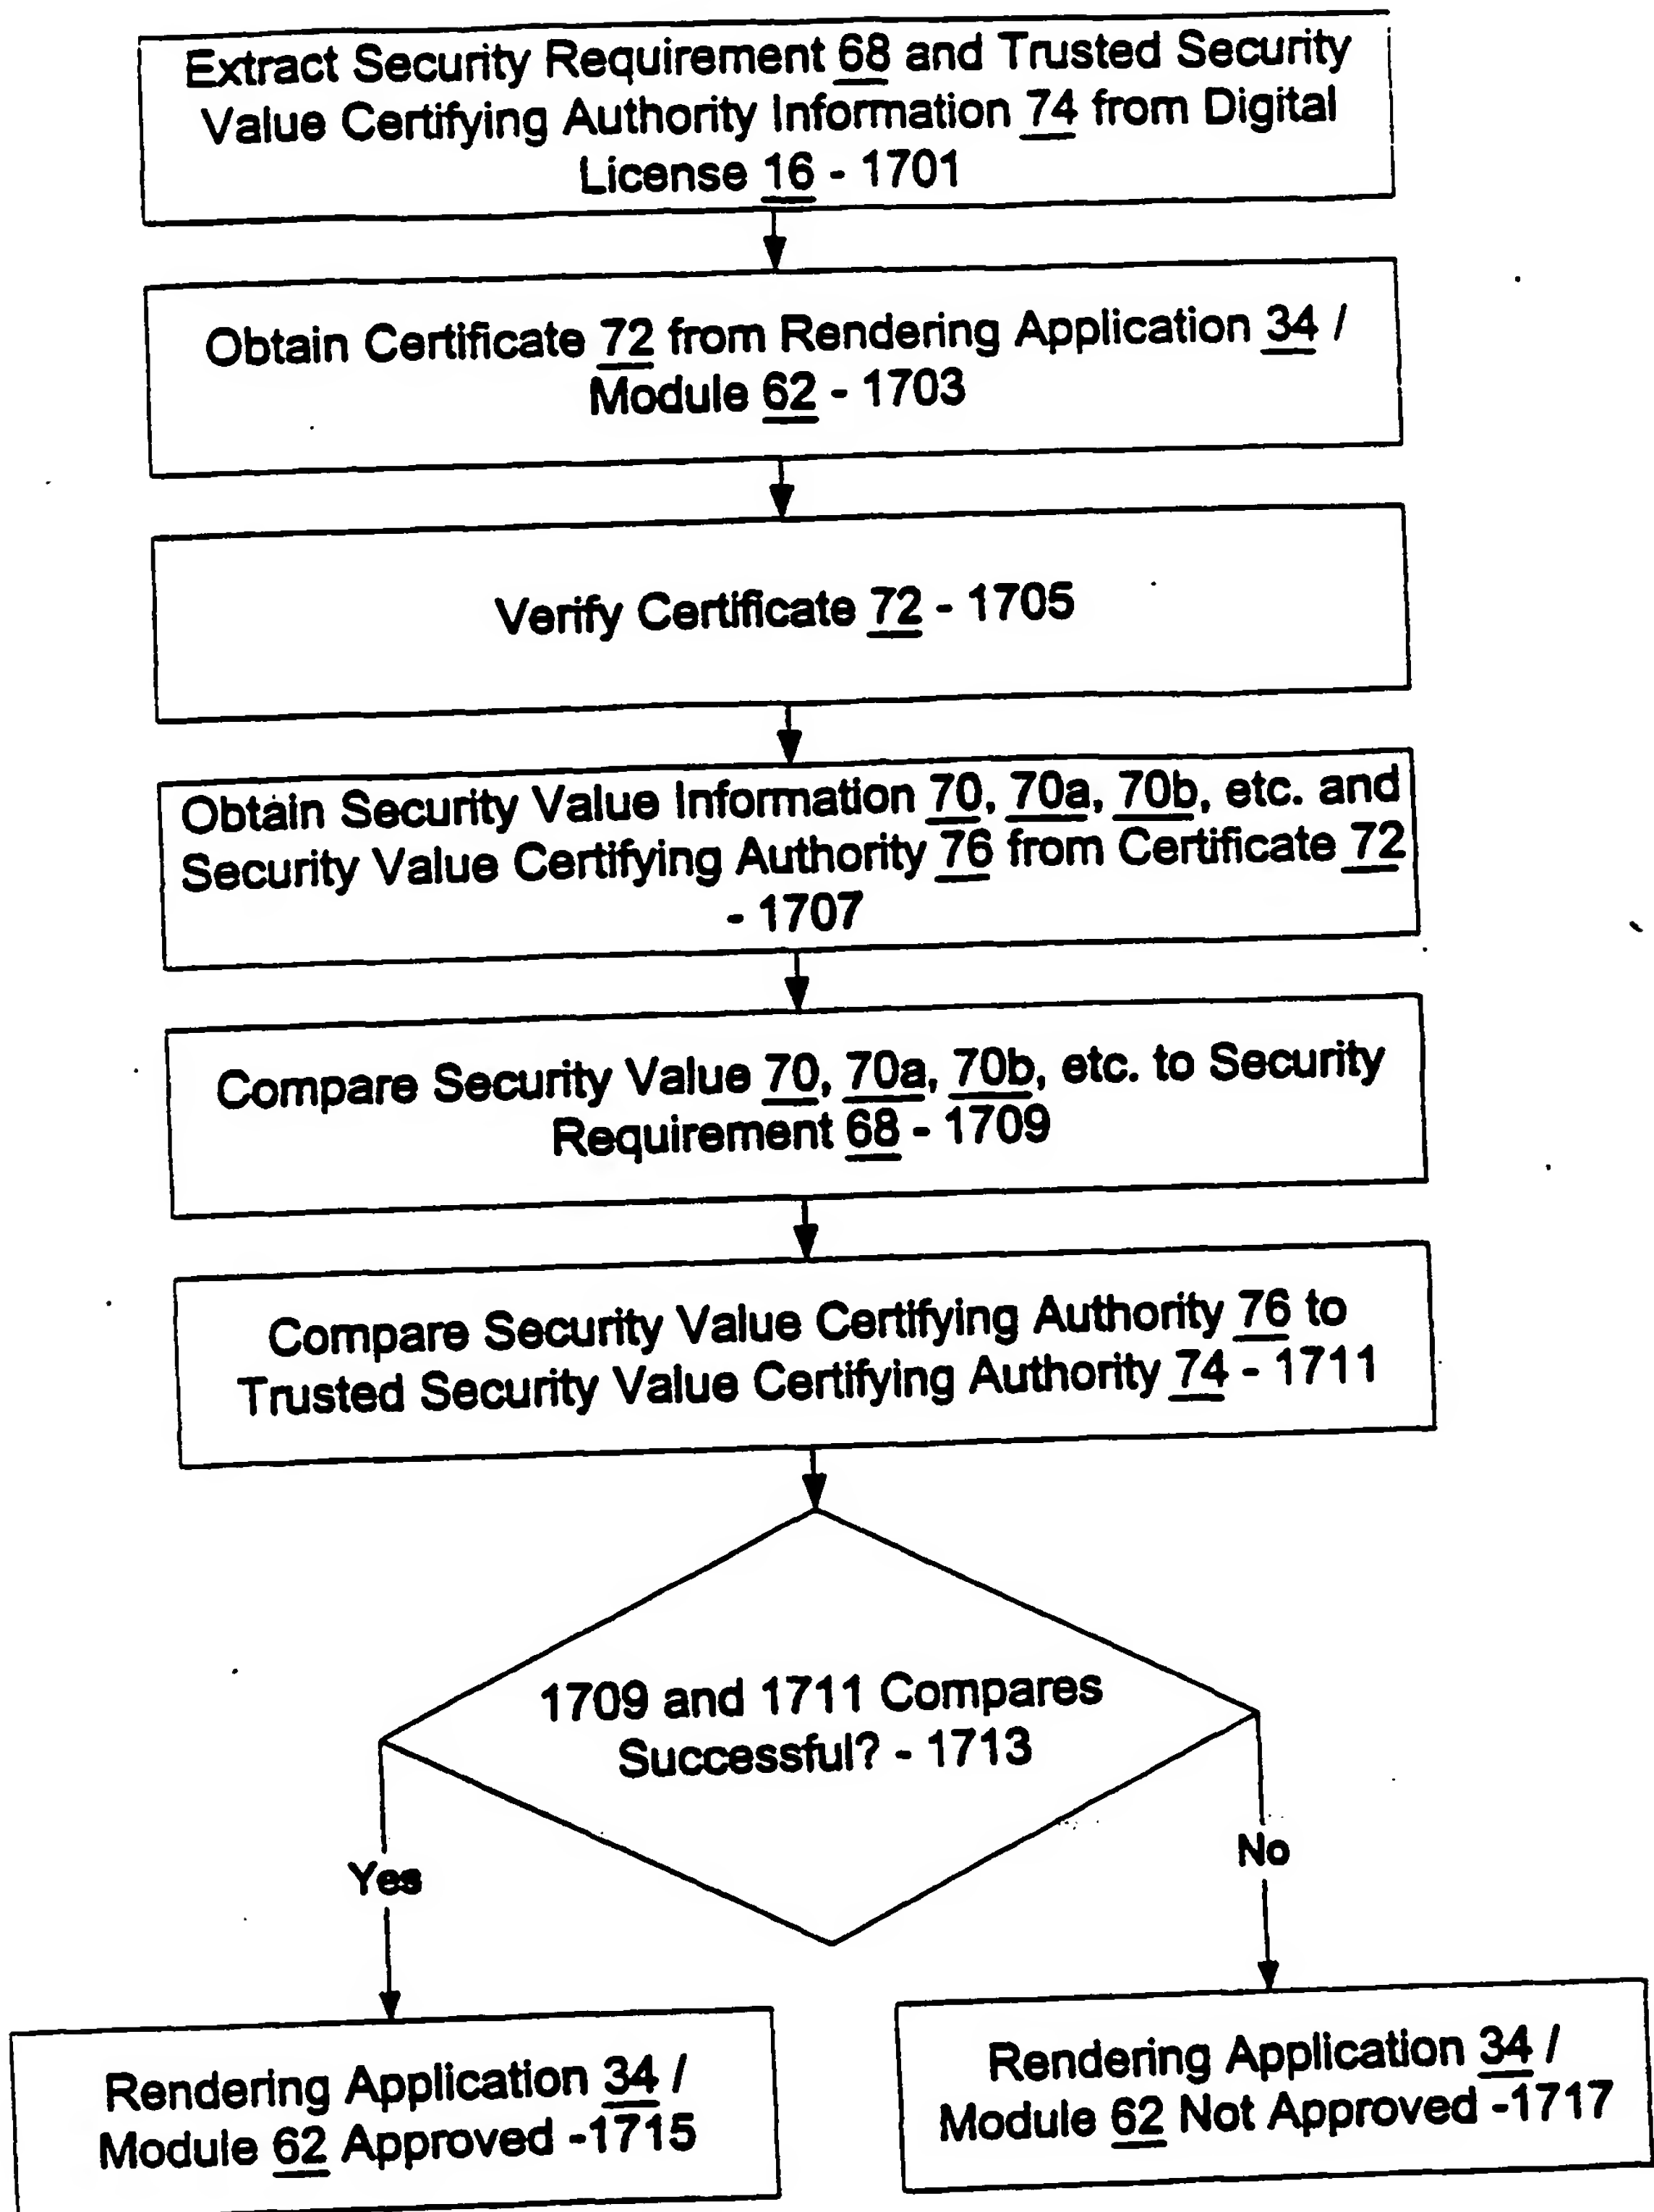 Extract Security Requirement 68 and Trusted Security
Value Certifying Authority Information 74 from Digital
License 16 - 1701
Obtain Certificate 72 from Rendering Application 34 /
Module 62 - 1703
Verify Certificate 72 - 1705
Obtain Security Value Information 70, 70a, 70b, etc. and
Security Value Certifying Authority 76 from Certificate 72
- 1707
Compare Security Value 70, 70a, 70b, etc. to Security
Requirement 68 - 1709
Compare Security Value Certifying Authority 76 to
Trusted Security Value Certifying Authority 74 - 1711
1709 and 1711 Compares
Successful? - 1713
Yes
No
Rendering Application 34 /
Module 62 Approved -1715
Rendering Application 34 /
Module 62 Not Approved -1717